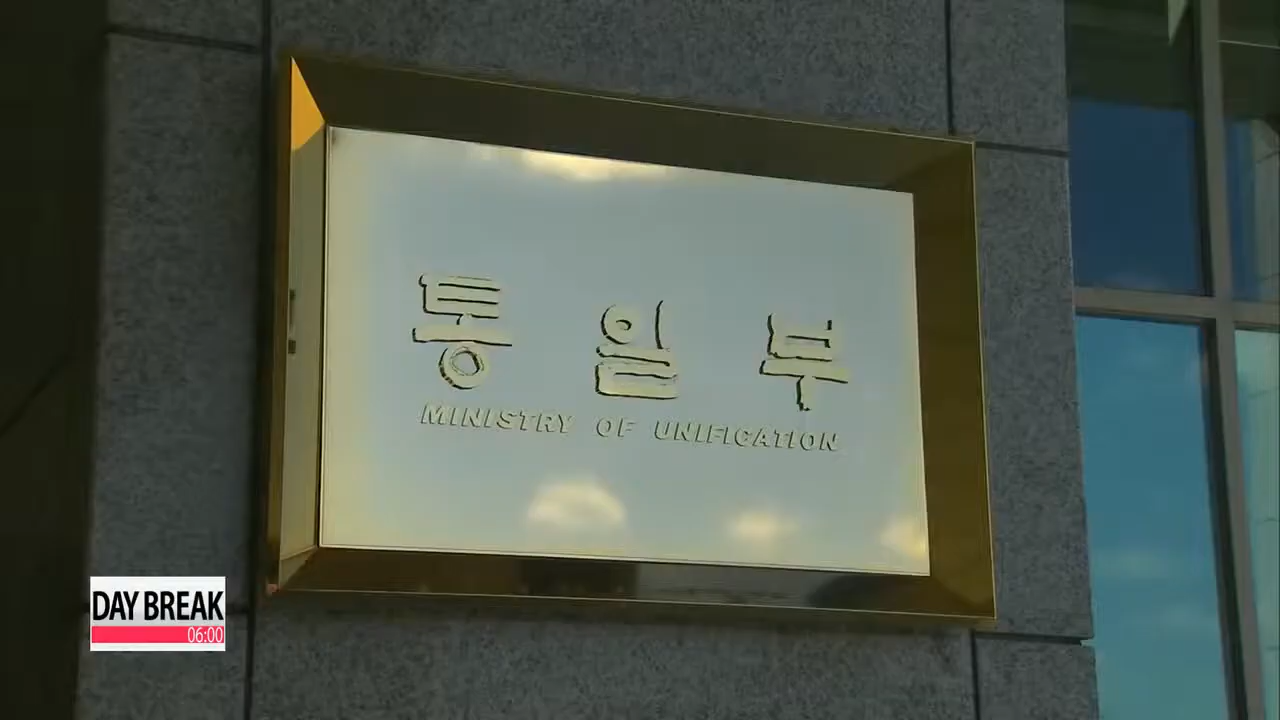 통일부
MINISTRY OF UNIFICATION
DAY BREAK
06:00